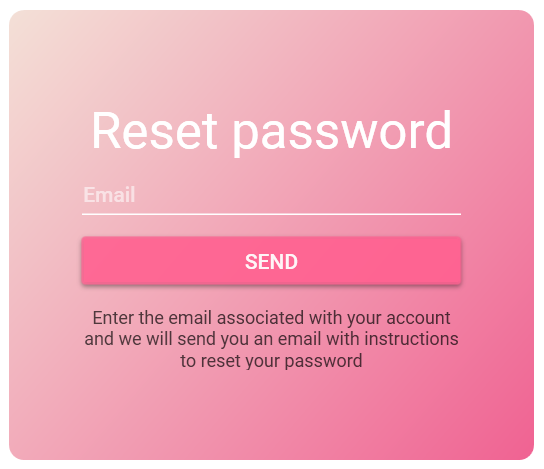 Reset password
Email
SEND
Enter the email associated with your account
and we will send you an email with instructions
to reset your password